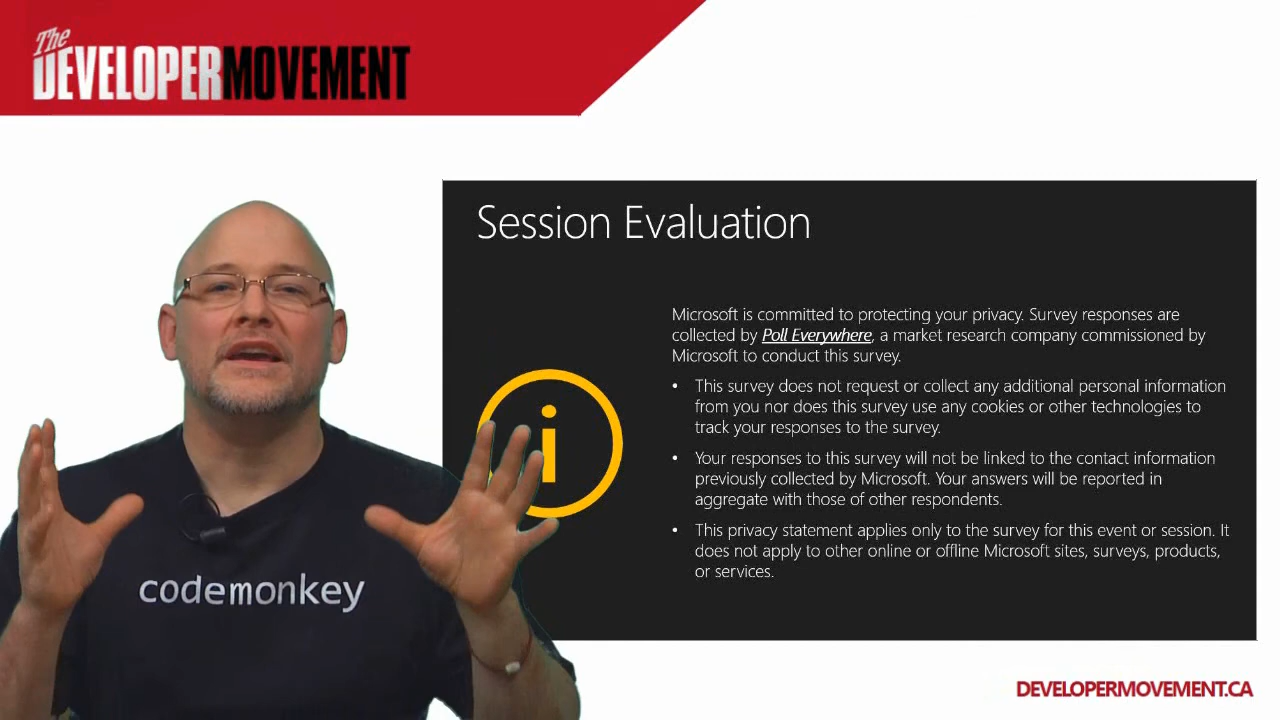 The
DEVELOPERMOVEMENT
Session Evaluation
Microsoft is committed to protecting your privacy. Survey responses are
collected by Poll Everywhere, a market research company commissioned by
Microsoft to conduct this survey.
• This survey does not request or collect any additional personal information
from you nor does this survey use any cookies or other technologies to
track your responses to the survey.
• Your responses to this survey will not be linked to the contact information
previously collected by Microsoft. Your answers will be reported in
aggregate with those of other respondents.
• This privacy statement applies only to the survey for this event or session. It
does not apply to other online or offline Microsoft sites, surveys, products,
or services.
i
codemonkey
DEVELOPERMOVEMENT.CA